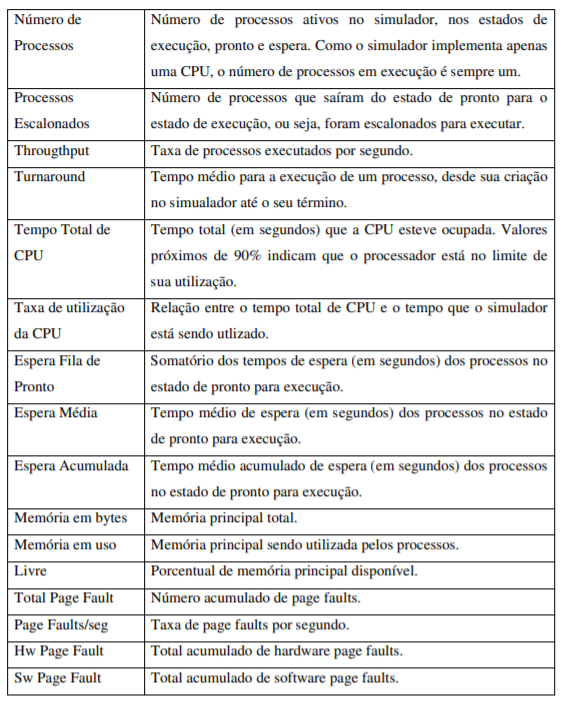 Número de
Processos
Número de processos ativos no simulador, nos estados de
execução, pronto e espera. Como o simulador implementa apenas
uma CPU, o número de processos em execução é sempre um.
Processos
Escalonados
Número de processos que saíram do estado de pronto para o
estado de execução, ou seja, foram escalonados para executar.
Througthput
Taxa de processos executados por segundo.
Turnaround
Tempo médio para a execução de um processo, desde sua criação
no simualador até o seu término.
Tempo Total de
CPU
Tempo total (em segundos) que a CPU esteve ocupada. Valores
próximos de 90% indicam que o processador está no limite de
sua utilização.
Taxa de utilização
da CPU
Relação entre o tempo total de CPU e o tempo que o simulador
está sendo utlizado.
Espera Fila de
Pronto
Somatório dos tempos de espera (em segundos) dos processos no
estado de pronto para execução.
Espera Média
Tempo médio de espera (em segundos) dos processos no estado
de pronto para execução.
Espera Acumulada
Tempo médio acumulado de espera (em segundos) dos processos
no estado de pronto para execução.
Memória em bytes
Memória principal total.
Memória em uso
Memória principal sendo utilizada pelos processos.
Livre
Porcentual de memória principal disponível.
Total Page Fault
Número acumulado de page faults.
Page Faults/seg
Taxa de page faults por segundo.
Hw Page Fault
Total acumulado de hardware page faults.
Sw Page Fault
Total acumulado de software page faults.